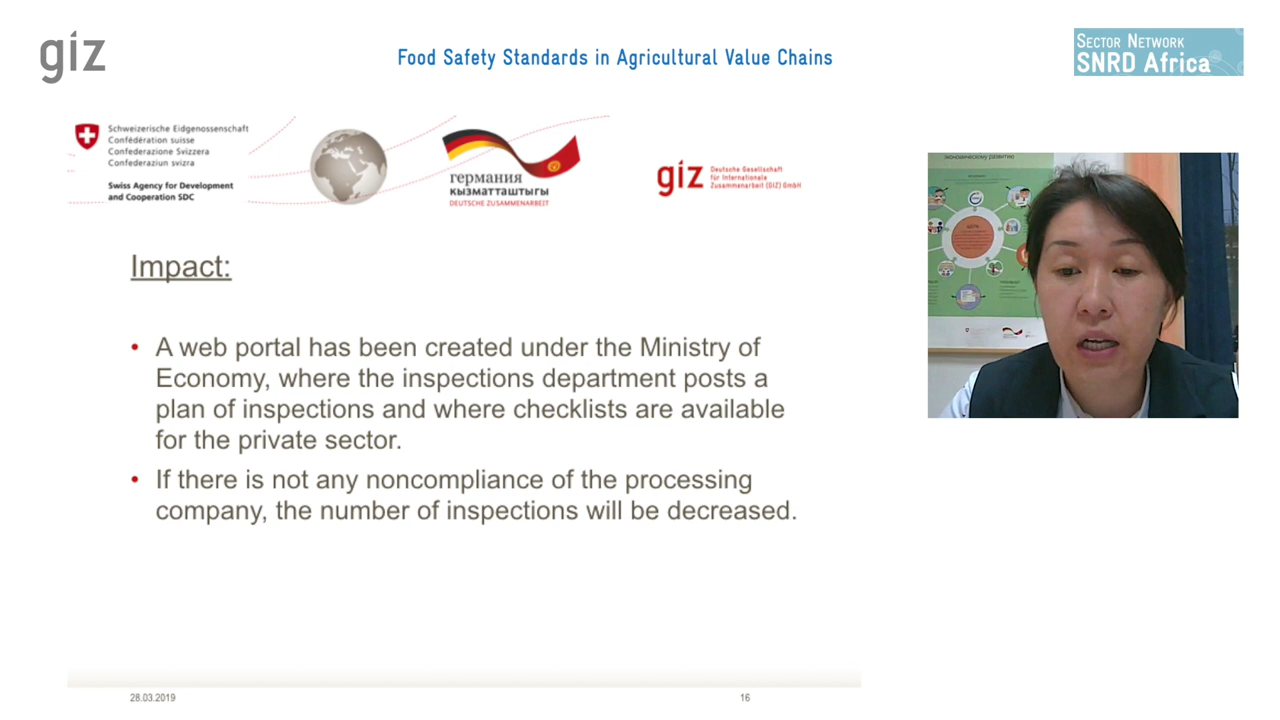 giz
Food Safety Standards in Agricultural Value Chains
SECTOR NETWORK
SNRD Africa
Schweizerische Eidgenossenschaft
Confédération suisse
Confederazione Svizzera
Confederaziun svizra
Swiss Agency for Development
and Cooperation SDC
германия
КЫЗМАТТАШТЫГЫ
DEUTSCHE ZUSAMMENARBEIT
giz
Deutsche Gesellschaft
für Internationale
Zusammenarbeit (GIZ) GmbH
экономическому развитию
Impact:
• A web portal has been created under the Ministry of
Economy, where the inspections department posts a
plan of inspections and where checklists are available
for the private sector.
• If there is not any noncompliance of the processing
company, the number of inspections will be decreased.
28.03.2019
16